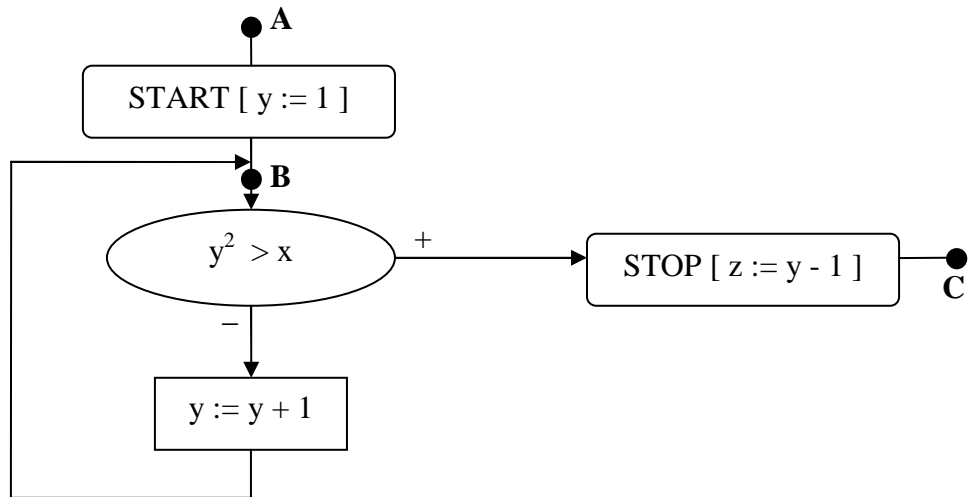 A
START [ y := 1 ]
B
y² > x
+
STOP [ z := y - 1 ]
C
−
y := y + 1